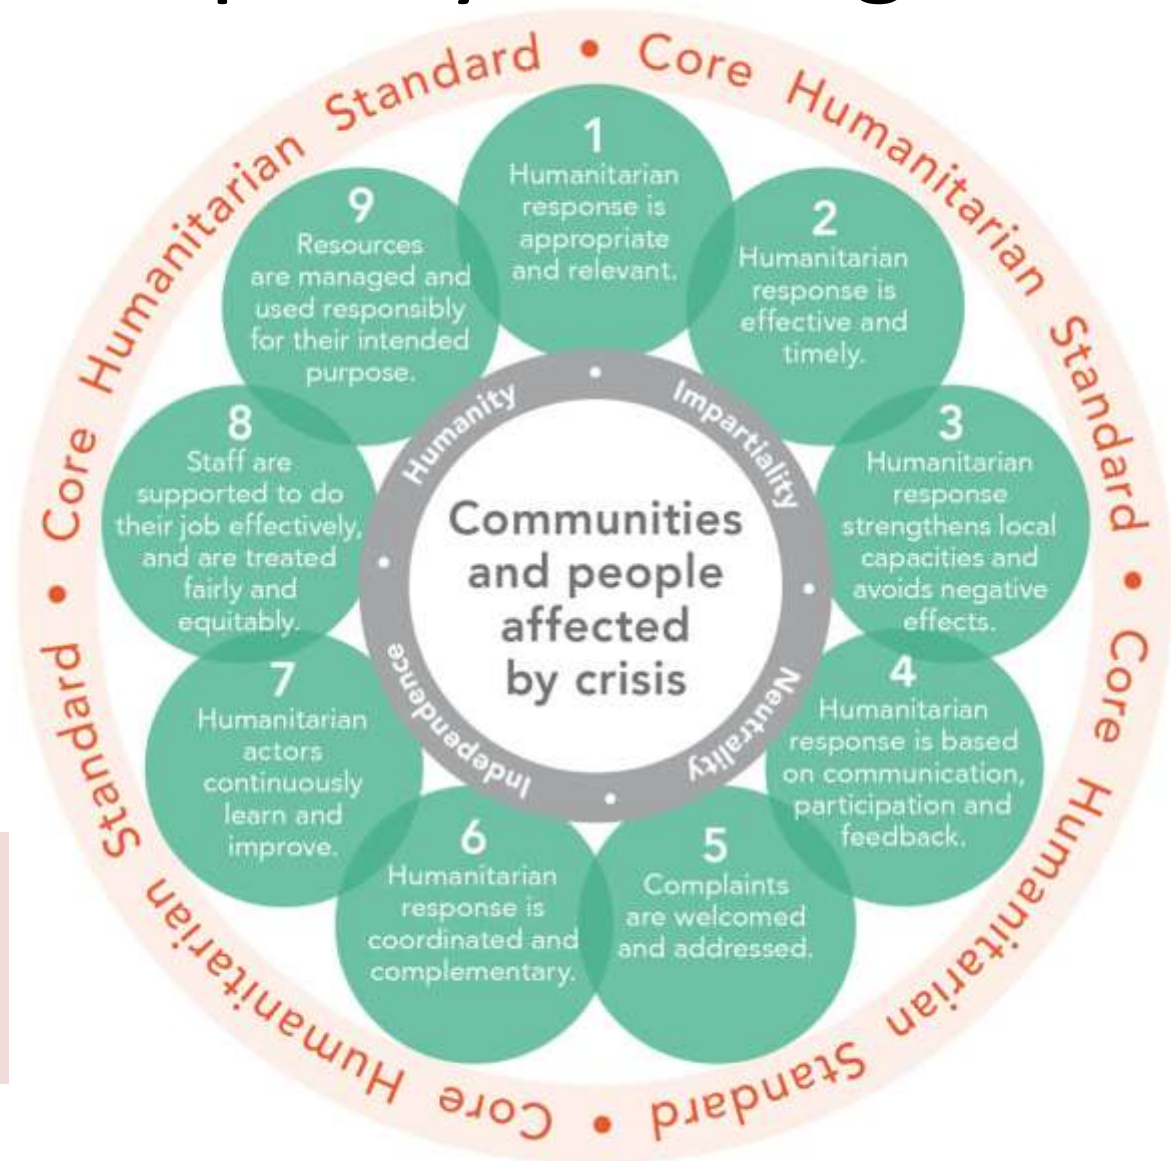 Core Humanitarian Standard • Core Humanitarian Standard • Core Humanitarian Standard • Core Humanitarian Standard •
1
Humanitarian
response is
appropriate
and relevant.
2
Humanitarian
response is
effective and
timely.
3
Humanitarian
response
strengthens local
capacities and
avoids negative
effects.
4
Humanitarian
response is based
on communication,
participation and
feedback.
5
Complaints
are welcomed
and addressed.
6
Humanitarian
response is
coordinated and
complementary.
7
Humanitarian
actors
continuously
learn and
improve.
8
Staff are
supported to do
their job effectively,
and are treated
fairly and
equitably.
9
Resources
are managed and
used responsibly
for their intended
purpose.
Humanity • Impartiality • Neutrality • Independence •
Communities
and people
affected
by crisis